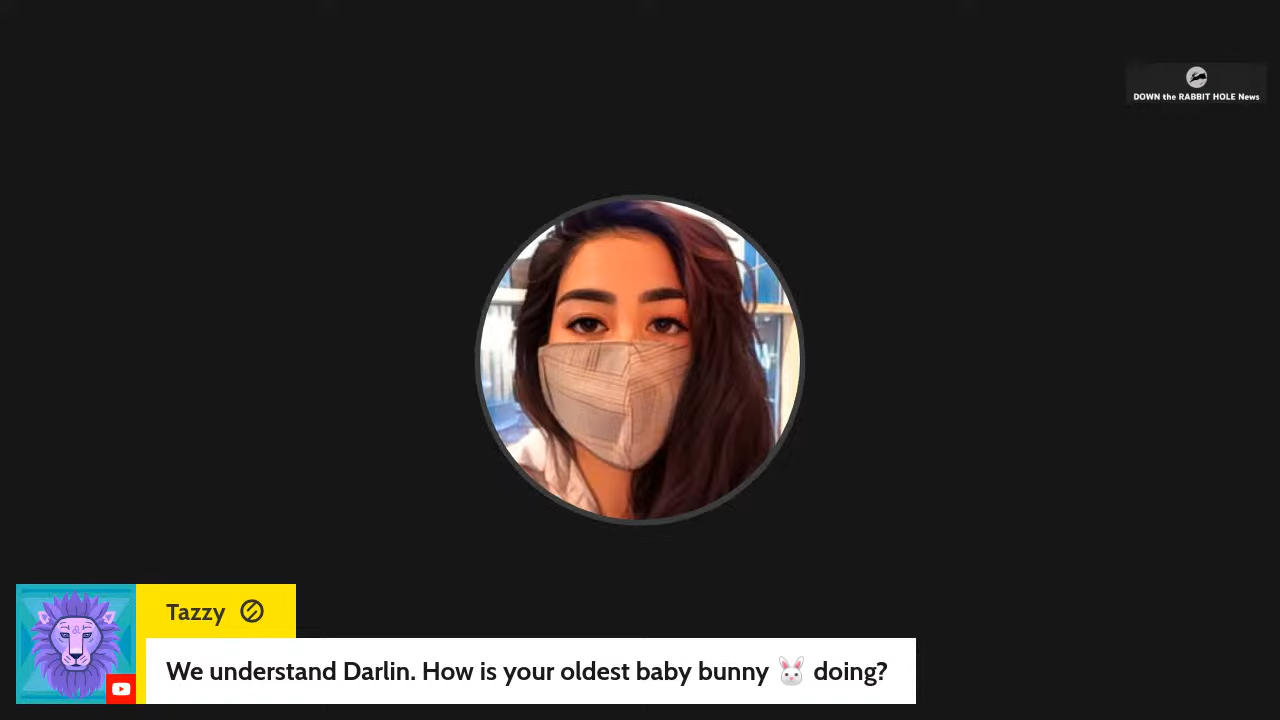 DOWN the RABBIT HOLE News
Tazzy
We understand Darlin. How is your oldest baby bunny 🐰 doing?